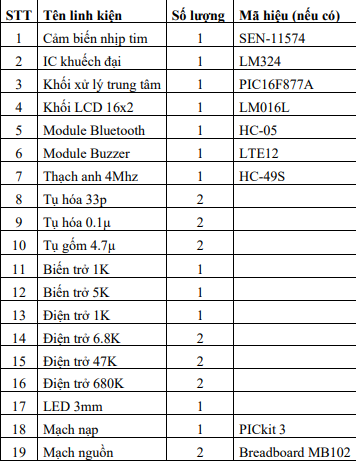 STT Tên linh kiện Số lượng Mã hiệu (nếu có)
1 Cảm biến nhịp tim 1 SEN-11574
2 IC khuếch đại 1 LM324
3 Khối xử lý trung tâm 1 PIC16F877A
4 Khối LCD 16x2 1 LM016L
5 Module Bluetooth 1 HC-05
6 Module Buzzer 1 LTE12
7 Thạch anh 4Mhz 1 HC-49S
8 Tụ hóa 33p 2
9 Tụ hóa 0.1µ 2
10 Tụ gốm 4.7µ 2
11 Biến trở 1K 1
12 Biến trở 5K 1
13 Điện trở 1K 1
14 Điện trở 6.8K 2
15 Điện trở 47K 2
16 Điện trở 680K 2
17 LED 3mm 1
18 Mạch nạp 1 PICkit 3
19 Mạch nguồn 2 Breadboard MB102